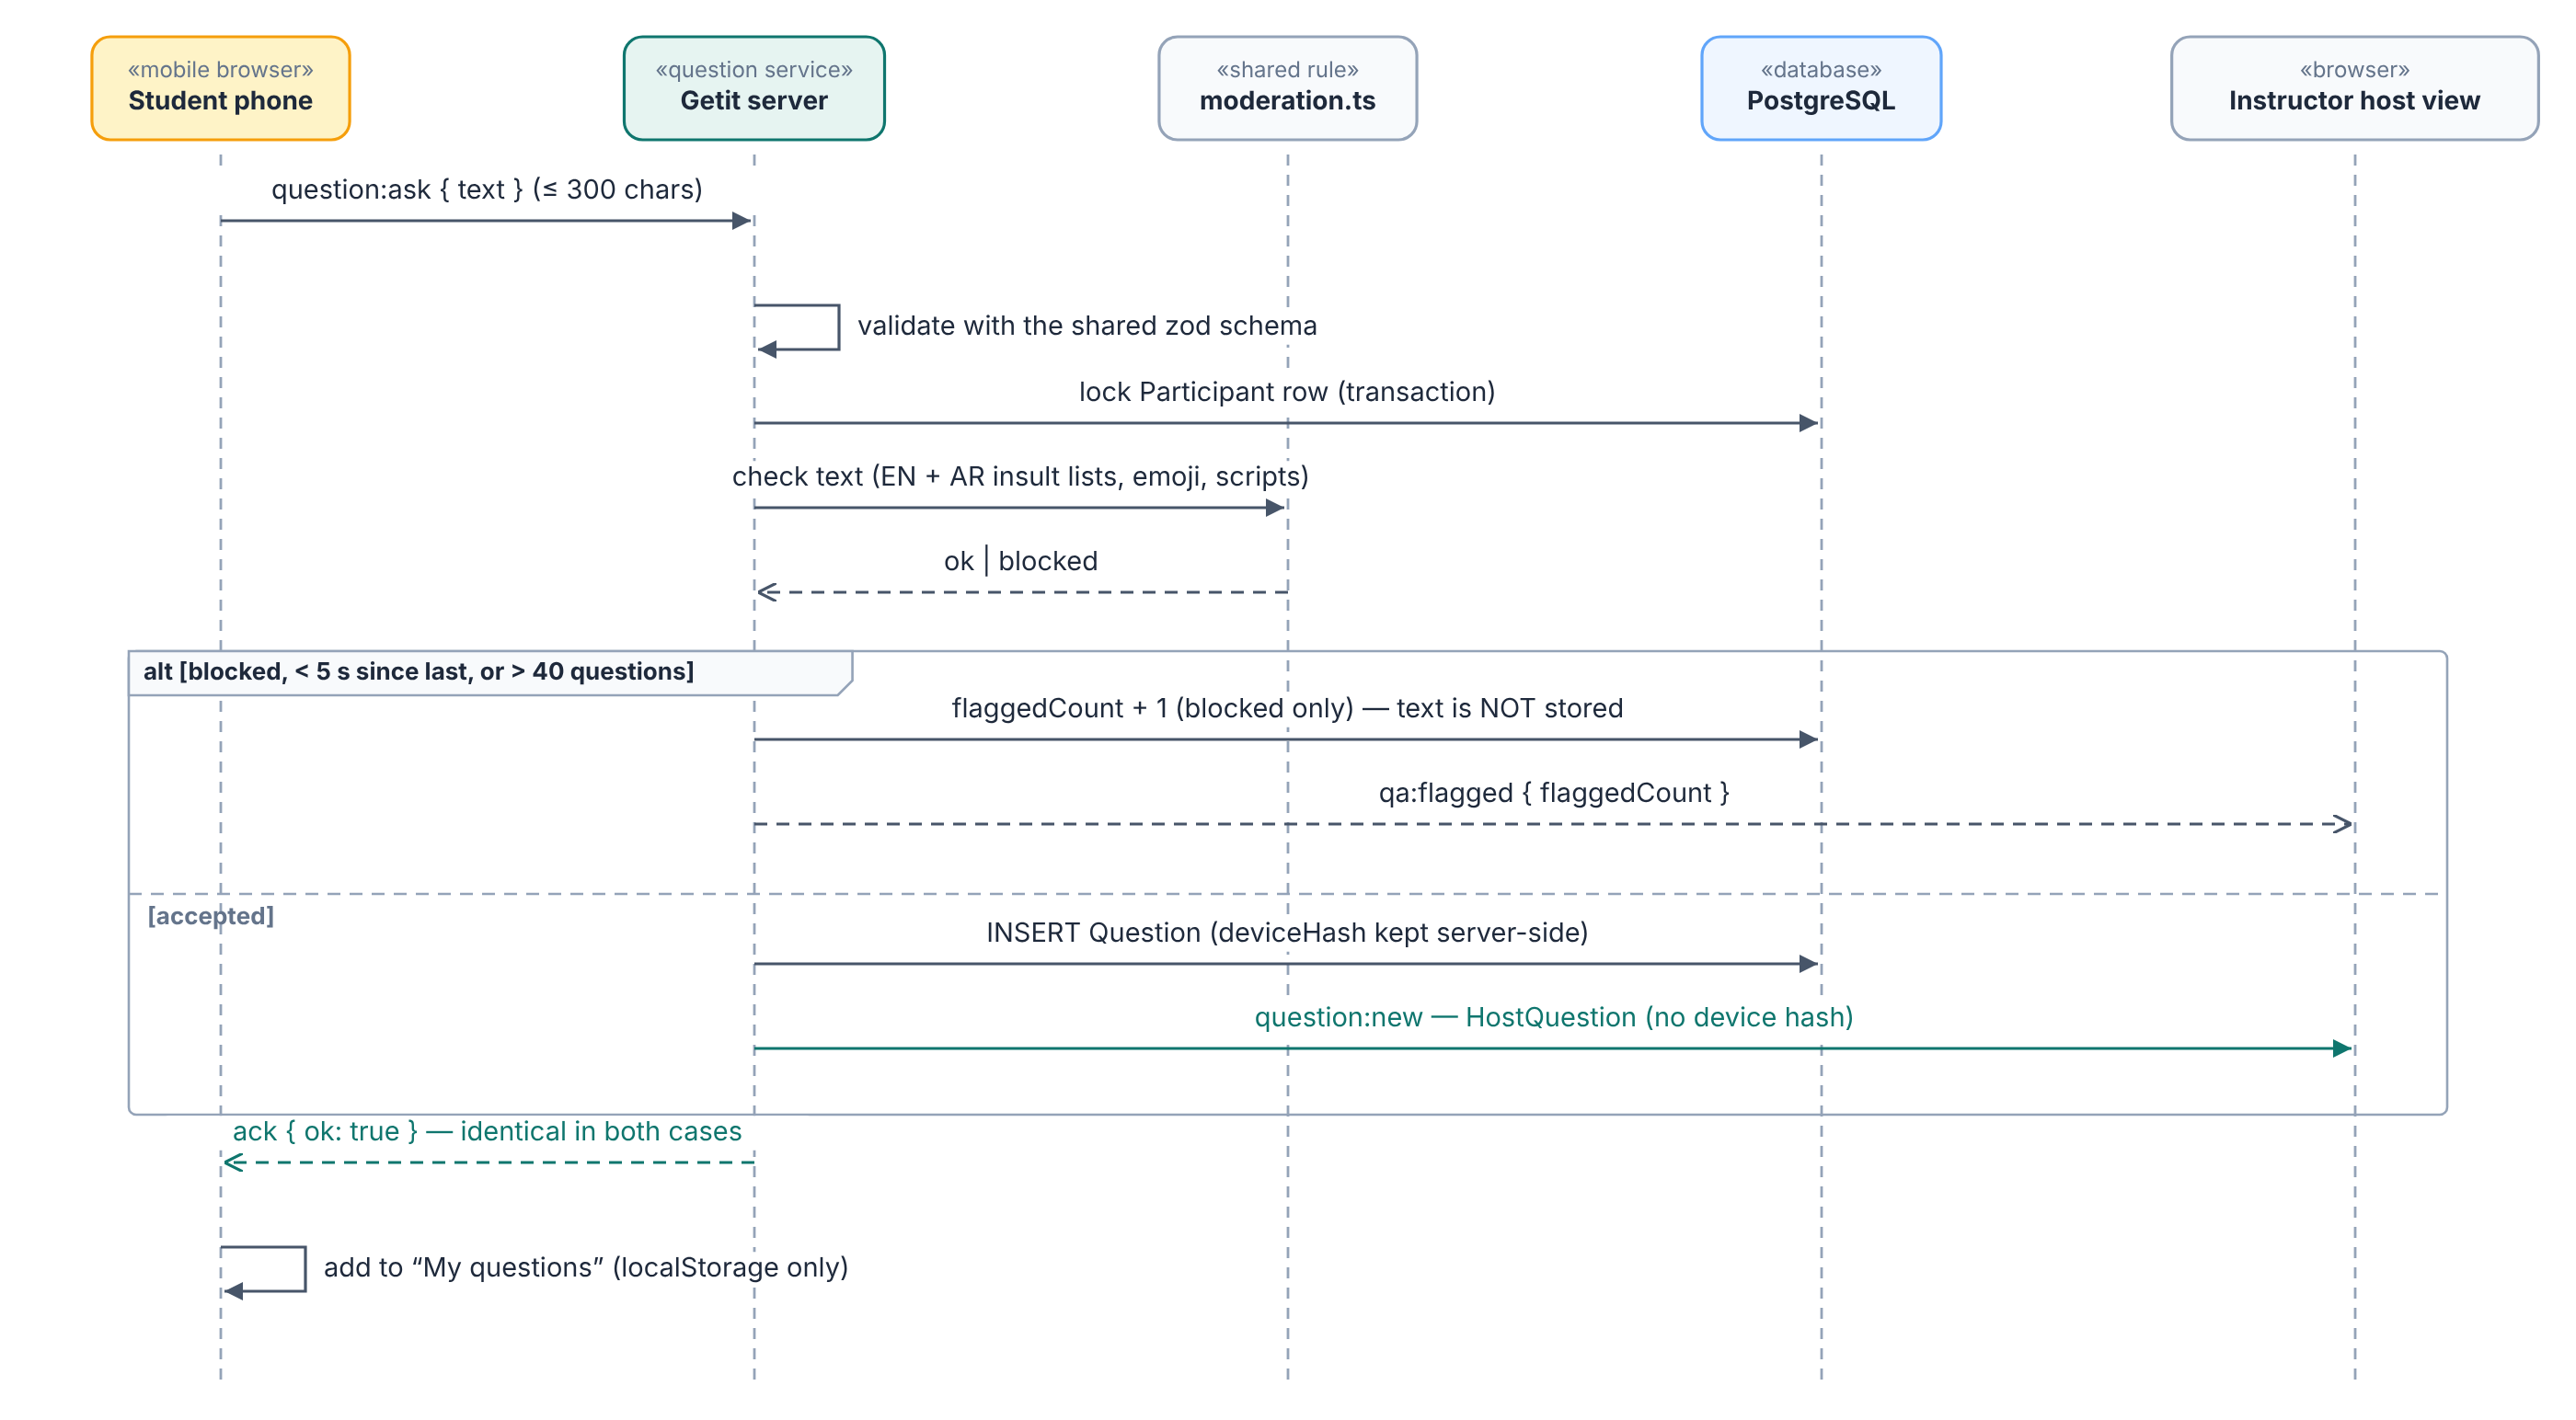 «mobile browser»
Student phone
«question service»
Getit server
«shared rule»
moderation.ts
«database»
PostgreSQL
«browser»
Instructor host view
question:ask { text } (≤ 300 chars)
validate with the shared zod schema
lock Participant row (transaction)
check text (EN + AR insult lists, emoji, scripts)
ok | blocked
alt [blocked, < 5 s since last, or > 40 questions]
flaggedCount + 1 (blocked only) — text is NOT stored
qa:flagged { flaggedCount }
[accepted]
INSERT Question (deviceHash kept server-side)
question:new — HostQuestion (no device hash)
ack { ok: true } — identical in both cases
add to “My questions” (localStorage only)